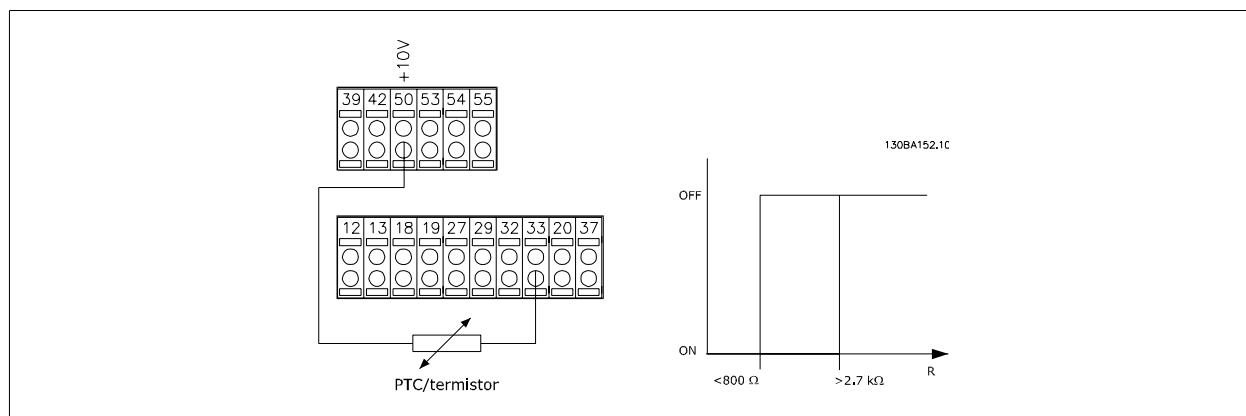 +10V
39 42 50 53 54 55
130BA152.10
OFF
12 13 18 19 27 29 32 33 20 37
ON
R
<800 Ω >2.7 kΩ
PTC/termistor